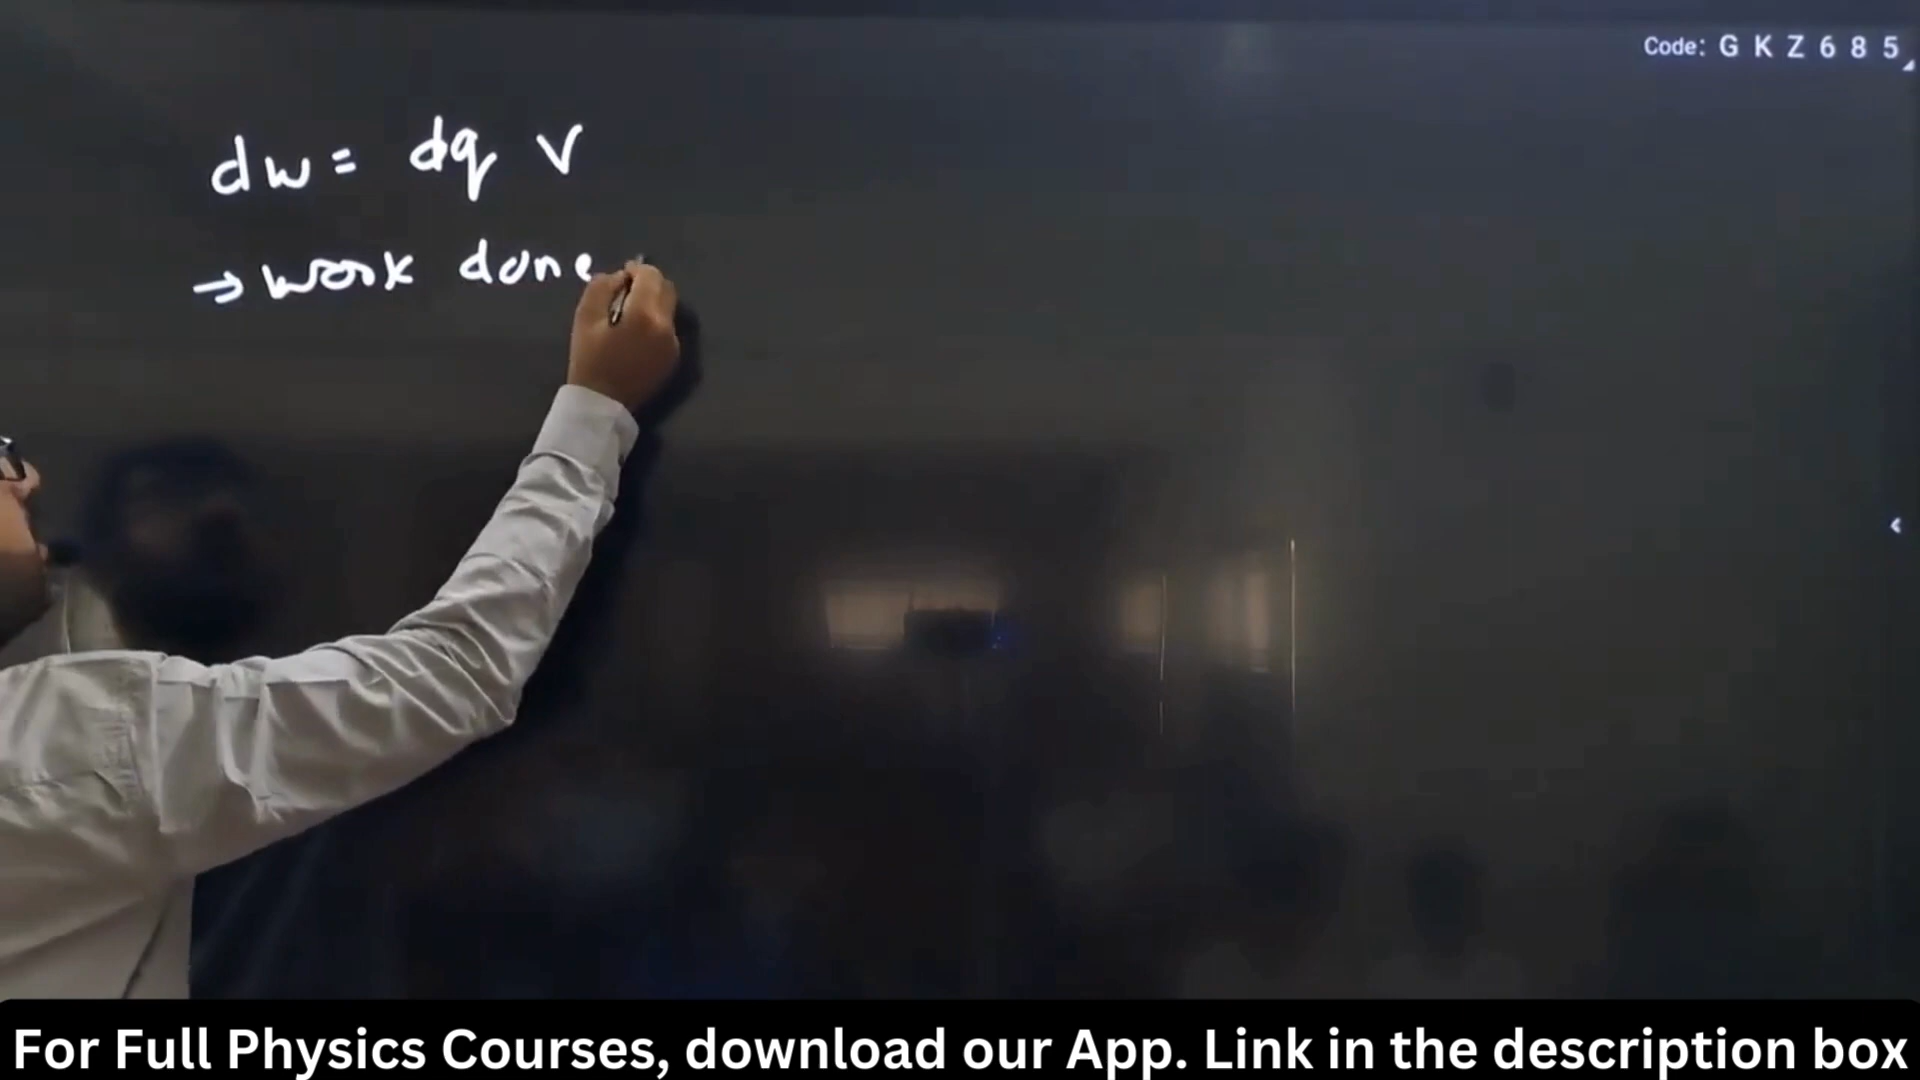 Code: G K Z 6 8 5
dw = dq v
→ work done
For Full Physics Courses, download our App. Link in the description box